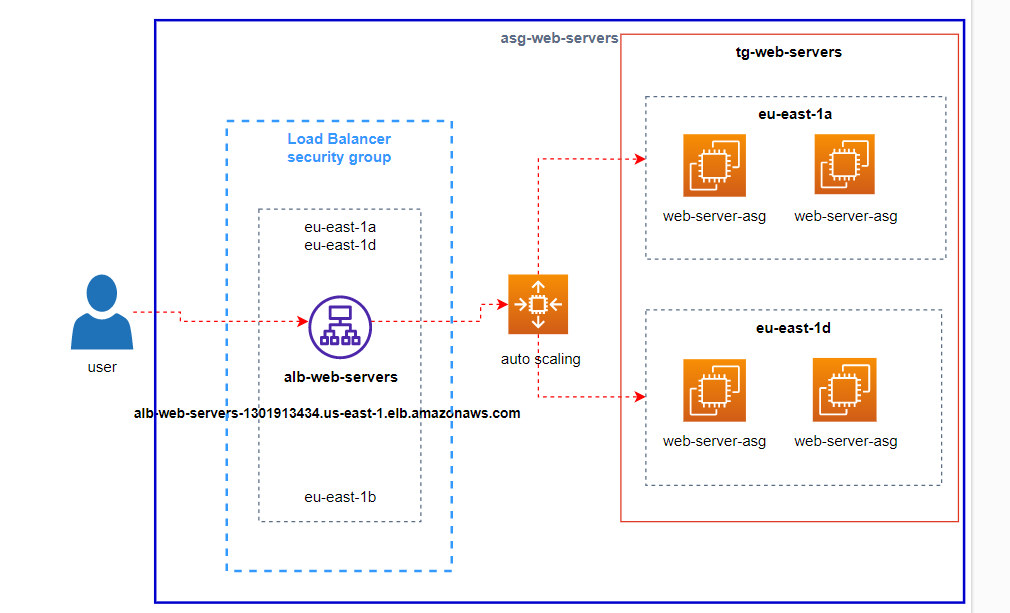 asg-web-servers
tg-web-servers
Load Balancer
security group
eu-east-1a
eu-east-1d
alb-web-servers
alb-web-servers-1301913434.us-east-1.elb.amazonaws.com
eu-east-1b
user
auto scaling
eu-east-1a
web-server-asg
web-server-asg
eu-east-1d
web-server-asg
web-server-asg